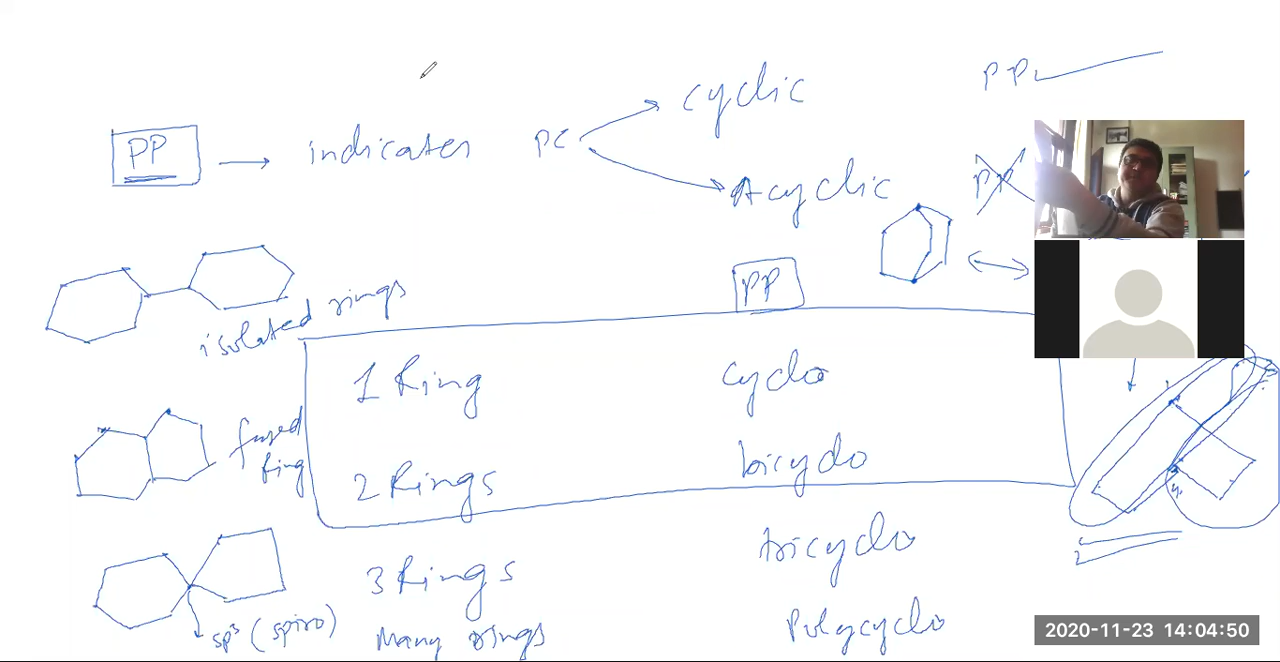 cyclic
PP
PP → indicates PC
Acyclic
PP
PP
isolated rings
1 Ring cyclo
fused
ring
2 Rings bicyclo
tricyclo
3 Rings
sp³ (spiro)
Many rings Polycyclo
2020-11-23 14:04:50